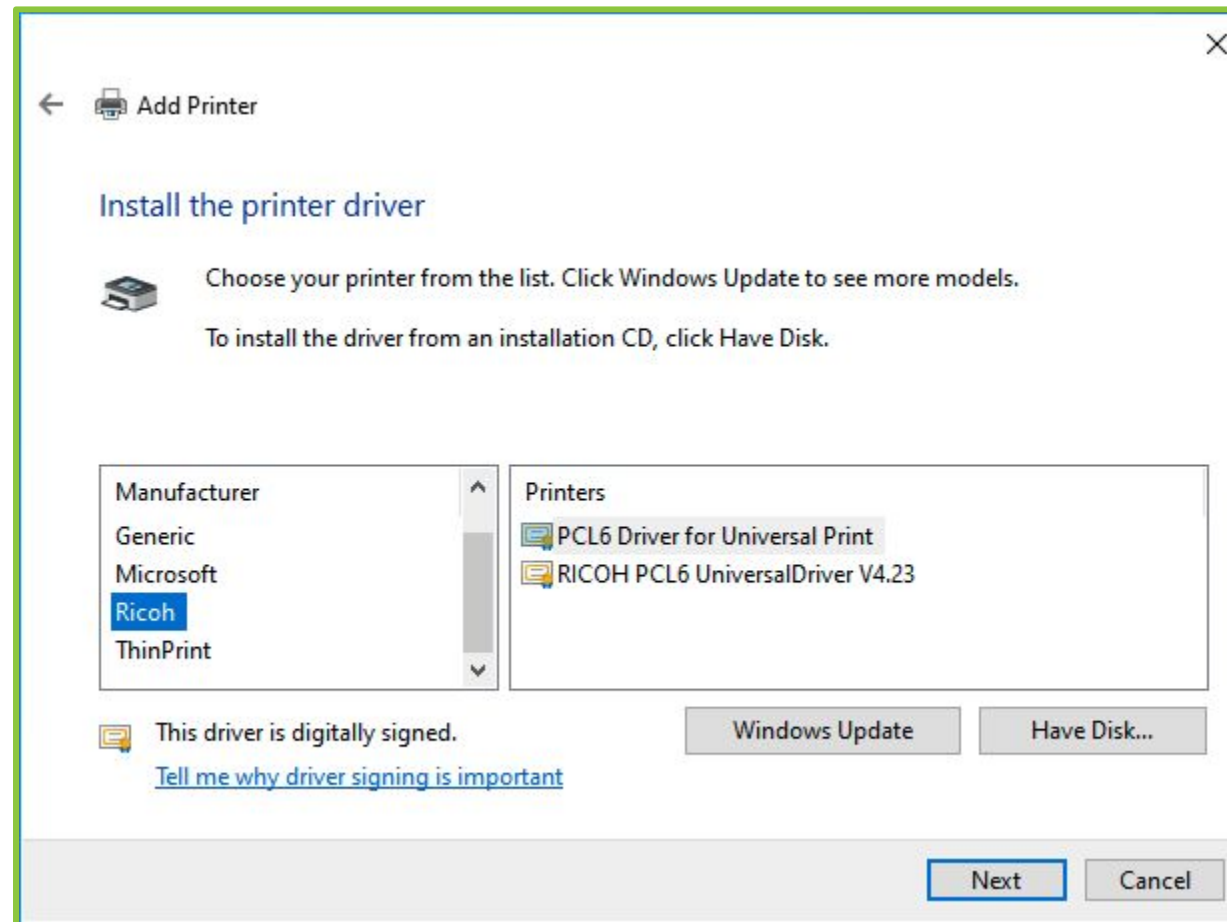 Add Printer
Install the printer driver
Choose your printer from the list. Click Windows Update to see more models.
To install the driver from an installation CD, click Have Disk.
Manufacturer
Generic
Microsoft
Ricoh
ThinPrint
Printers
PCL6 Driver for Universal Print
RICOH PCL6 UniversalDriver V4.23
This driver is digitally signed.
Tell me why driver signing is important
Windows Update
Have Disk...
Next
Cancel